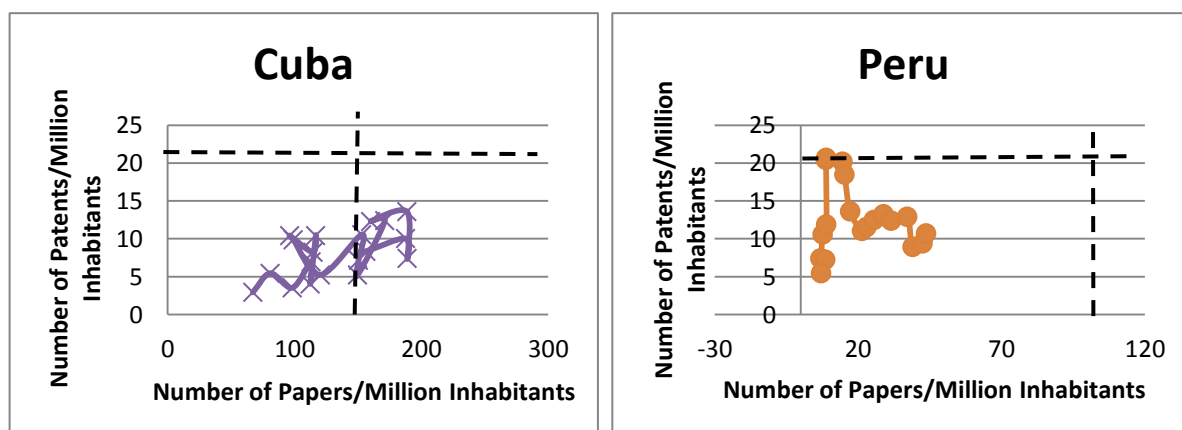 Cuba
Number of Patents/Million
Inhabitants
25
20
15
10
5
0
0 100 200 300
Number of Papers/Million Inhabitants
Peru
Number of Patents/Million
Inhabitants
25
20
15
10
5
0
-30 20 70 120
Number of Papers/Million Inhabitants